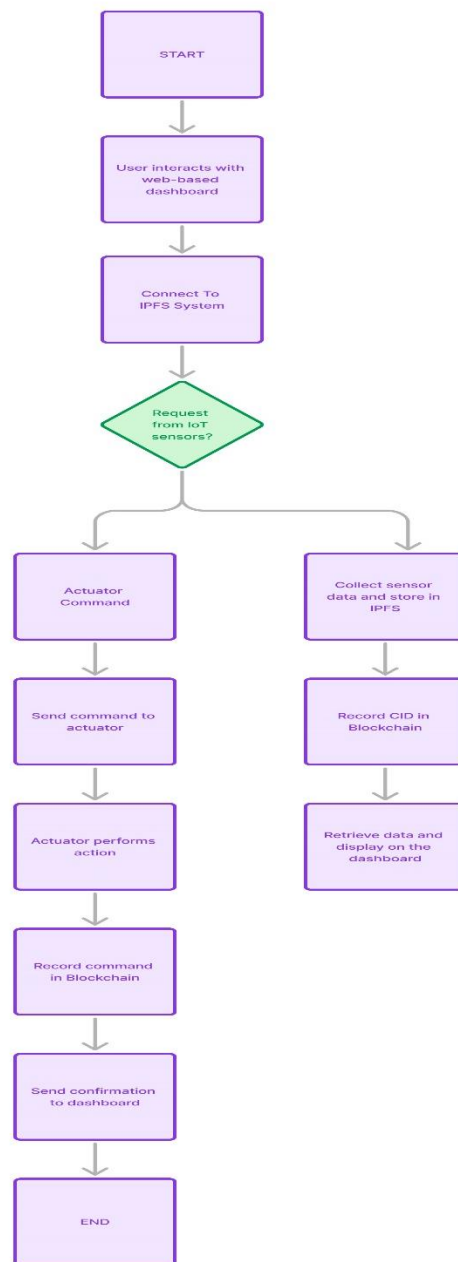 START
User interacts with
web-based
dashboard
Connect To
IPFS System
Request
from IoT
sensors?
Actuator
Command
Send command to
actuator
Actuator performs
action
Record command
in Blockchain
Send confirmation
to dashboard
END
Collect sensor
data and store in
IPFS
Record CID in
Blockchain
Retrieve data and
display on the
dashboard